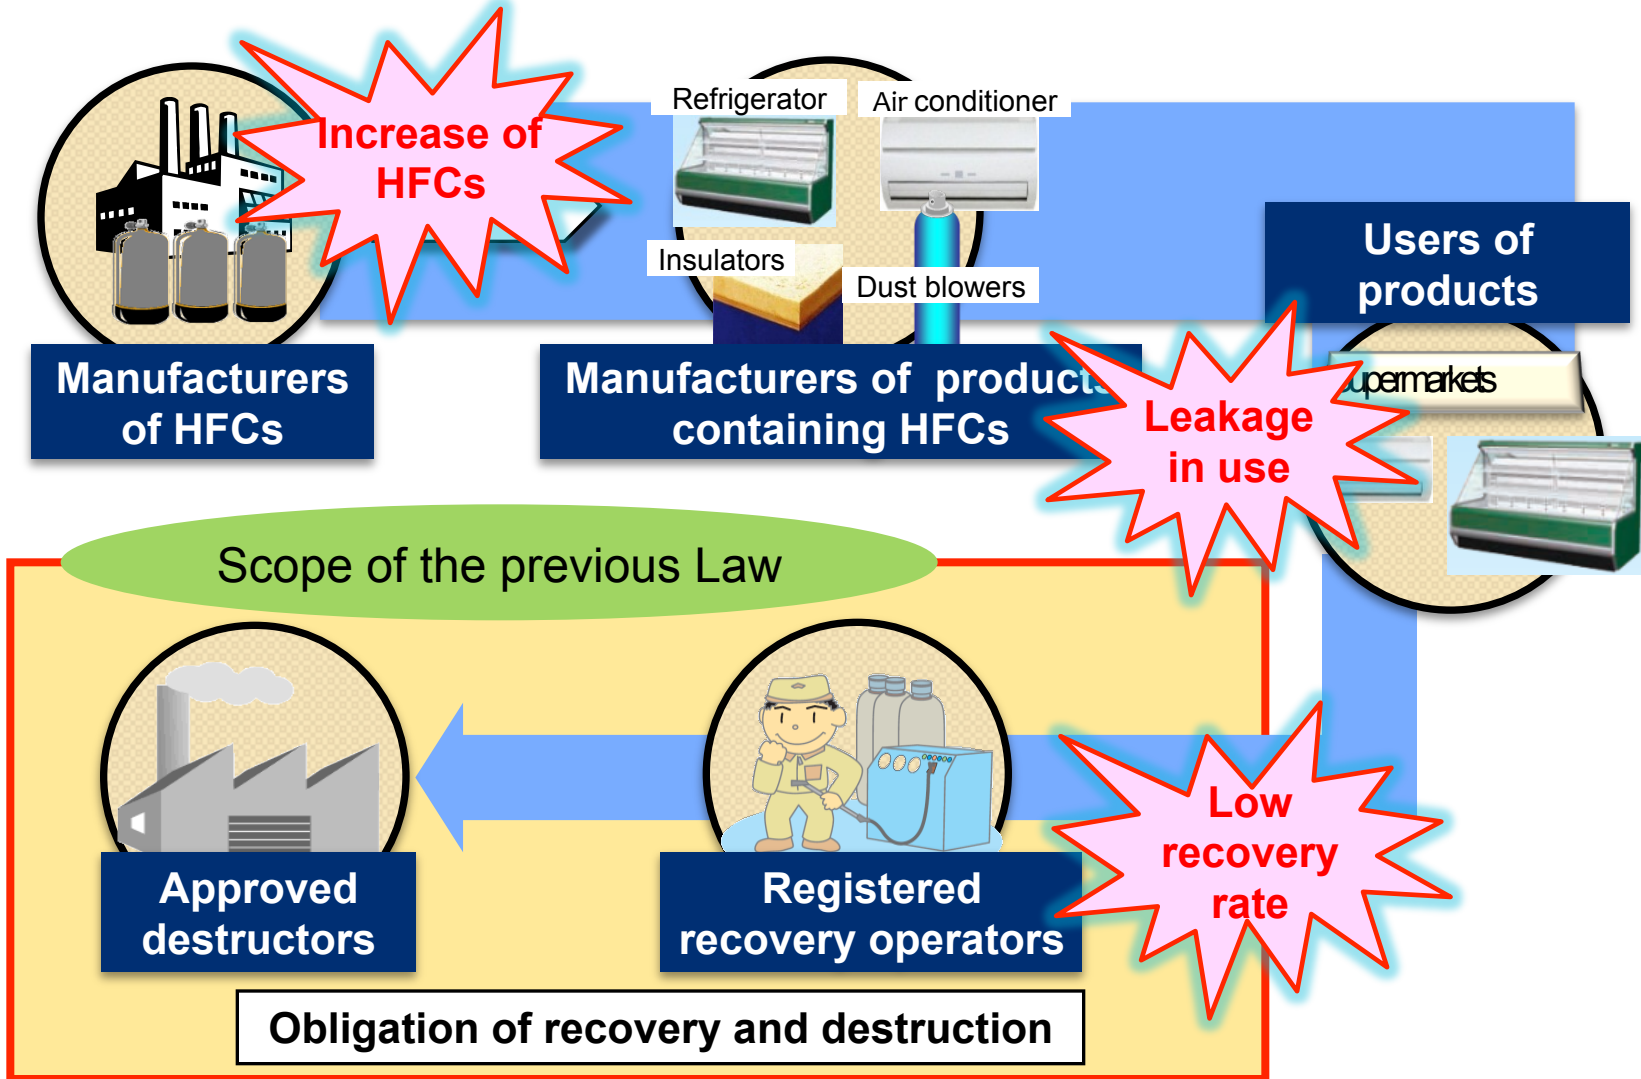 Increase of
HFCs
Refrigerator
Air conditioner
Insulators
Dust blowers
Manufacturers
of HFCs
Manufacturers of products
containing HFCs
Users of
products
Supermarkets
Leakage
in use
Scope of the previous Law
Approved
destructors
Registered
recovery operators
Low
recovery
rate
Obligation of recovery and destruction